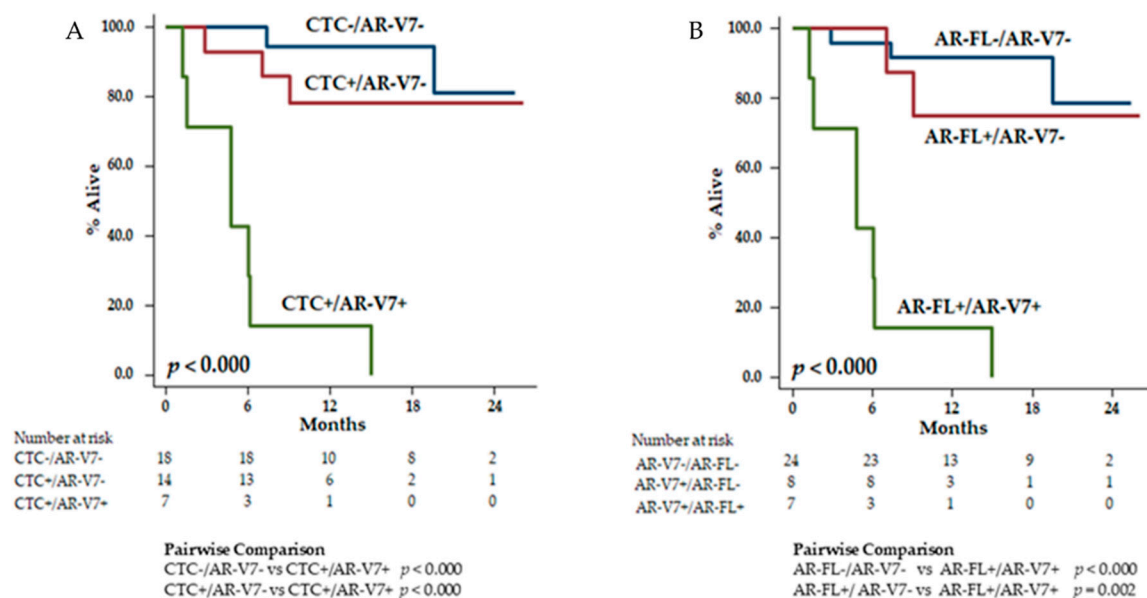 A
100.0
80.0
60.0
40.0
20.0
0.0
% Alive
CTC-/AR-V7-
CTC+/AR-V7-
CTC+/AR-V7+
p < 0.000
0 6 12 18 24
Months
Number at risk
CTC-/AR-V7- 18 18 10 8 2
CTC+/AR-V7- 14 13 6 2 1
CTC+/AR-V7+ 7 3 1 0 0
Pairwise Comparison
CTC-/AR-V7- vs CTC+/AR-V7+ p < 0.000
CTC+/AR-V7- vs CTC+/AR-V7+ p < 0.000
B
100.0
80.0
60.0
40.0
20.0
0.0
% Alive
AR-FL-/AR-V7-
AR-FL+/AR-V7-
AR-FL+/AR-V7+
p < 0.000
0 6 12 18 24
Months
Number at risk
AR-V7-/AR-FL- 24 23 13 9 2
AR-V7+/AR-FL- 8 8 3 1 1
AR-V7+/AR-FL+ 7 3 1 0 0
Pairwise Comparison
AR-FL-/AR-V7- vs AR-FL+/AR-V7+ p < 0.000
AR-FL+/ AR-V7- vs AR-FL+/AR-V7+ p = 0.002